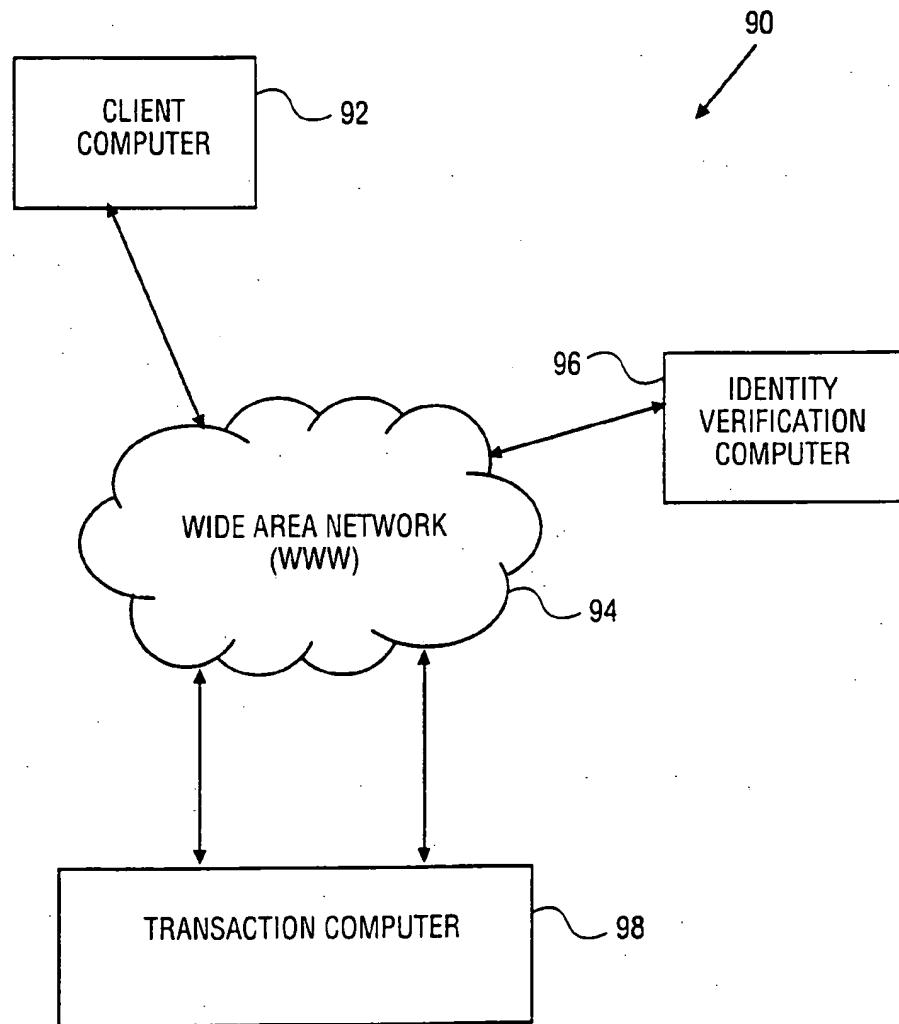 90
CLIENT
COMPUTER
92
96
IDENTITY
VERIFICATION
COMPUTER
WIDE AREA NETWORK
(WWW)
94
TRANSACTION COMPUTER
98